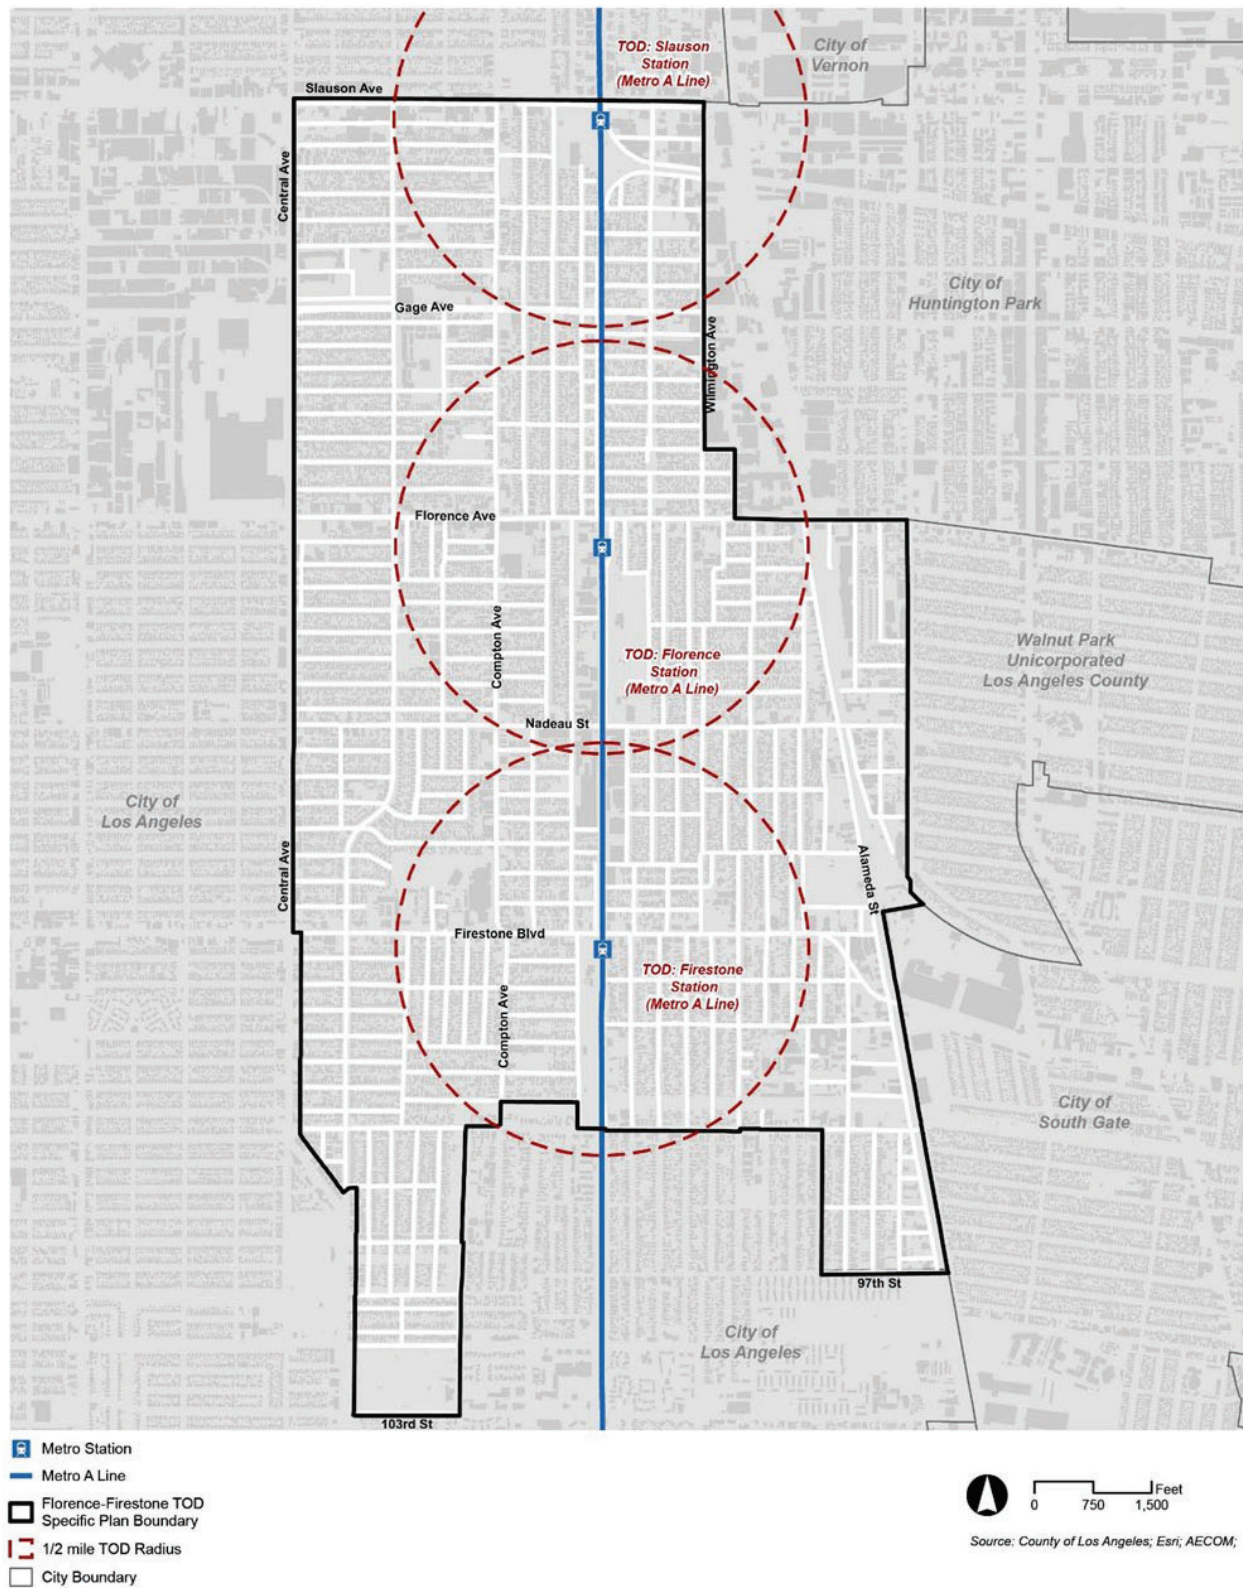 TOD: Slauson
Station
(Metro A Line)
City of
Vernon
Slauson Ave
Central Ave
City of
Huntington Park
Gage Ave
Wilmington Ave
Florence Ave
Compton Ave
TOD: Florence
Station
(Metro A Line)
Walnut Park
Unicorporated
Los Angeles County
Nadeau St
City of
Los Angeles
Central Ave
Alameda St
Firestone Blvd
TOD: Firestone
Station
(Metro A Line)
Compton Ave
City of
South Gate
97th St
City of
Los Angeles
103rd St
Metro Station
Metro A Line
Florence-Firestone TOD
Specific Plan Boundary
1/2 mile TOD Radius
City Boundary
Feet
0 750 1,500
Source: County of Los Angeles; Esri; AECOM;